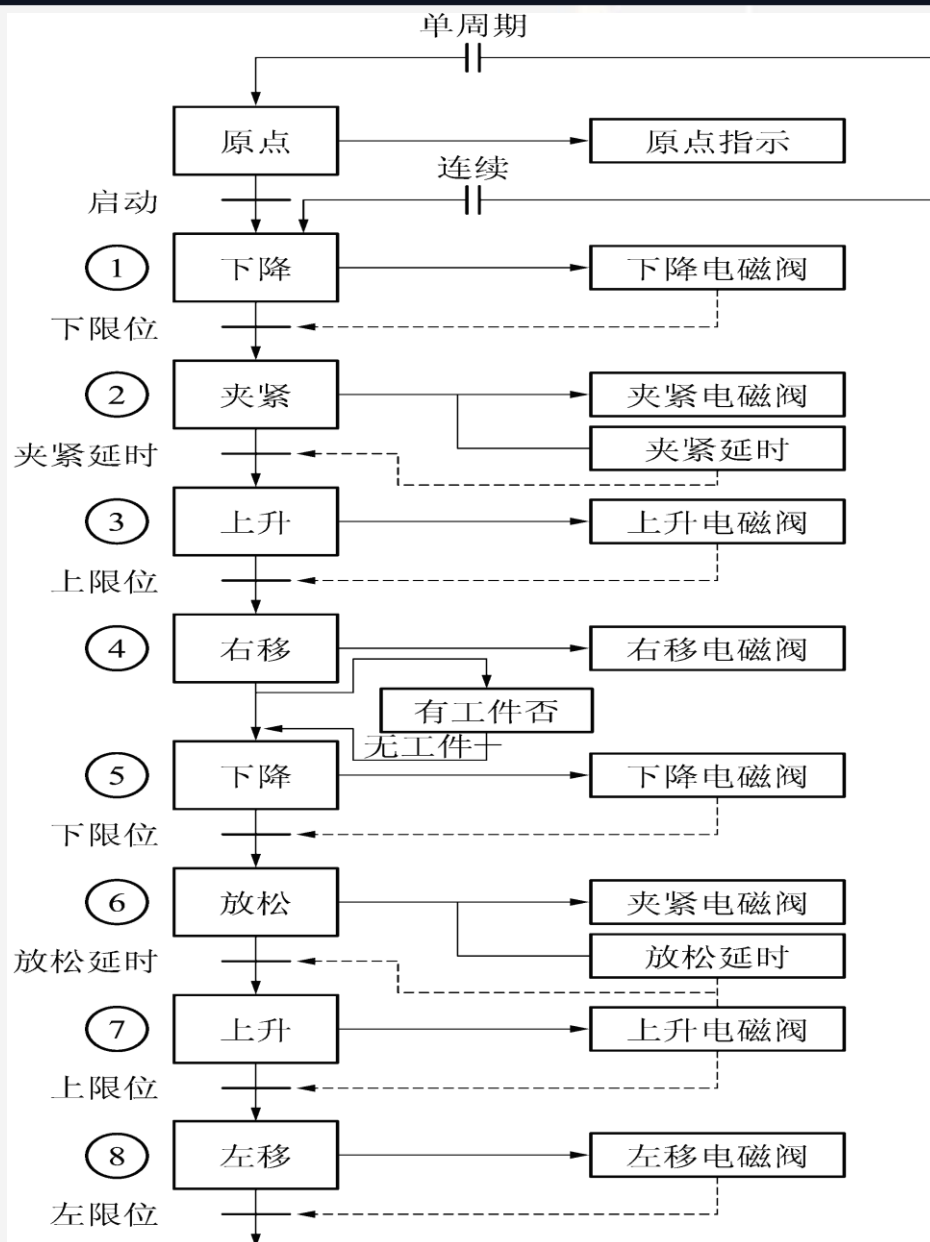 单周期
原点 原点指示
连续
启动
1 下降 下降电磁阀
下限位
2 夹紧 夹紧电磁阀
夹紧延时 夹紧延时
3 上升 上升电磁阀
上限位
4 右移 右移电磁阀
有工件否
无工件
5 下降 下降电磁阀
下限位
6 放松 夹紧电磁阀
放松延时 放松延时
7 上升 上升电磁阀
上限位
8 左移 左移电磁阀
左限位